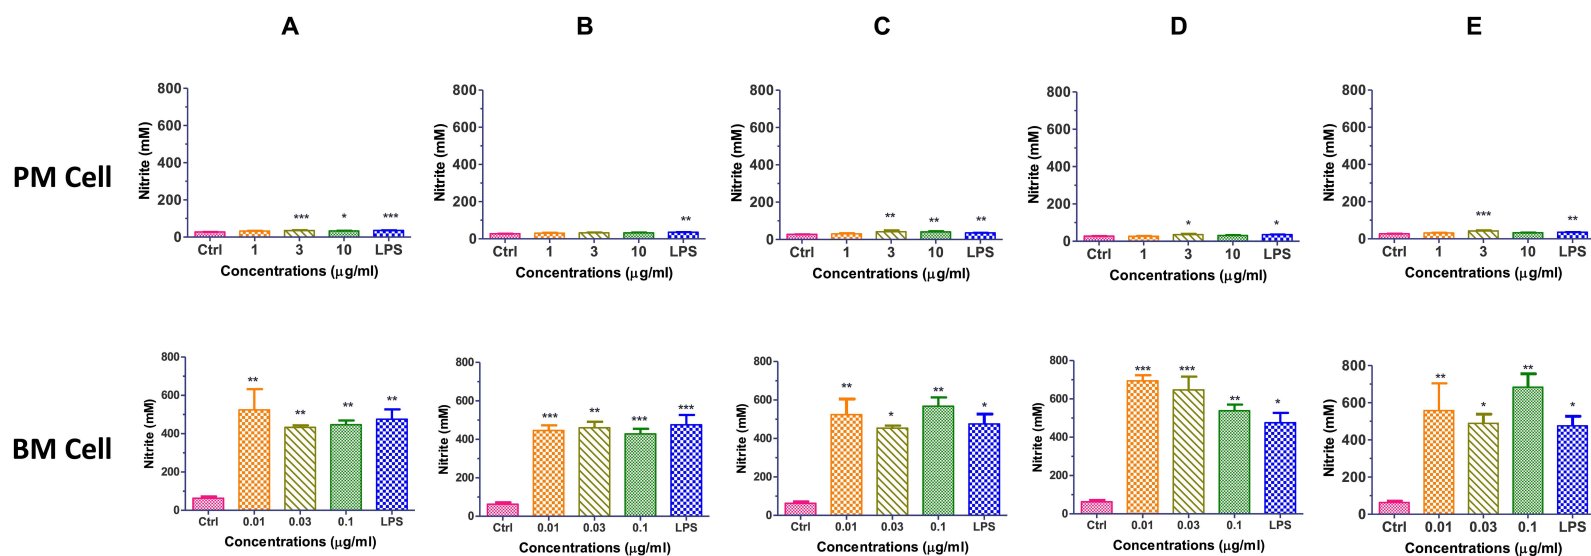 A B C D E
PM Cell
Nitrite (mM)
800
600
400
200
0
*** * ***
Ctrl 1 3 10 LPS
Concentrations (μg/ml)
Nitrite (mM)
800
600
400
200
0
**
Ctrl 1 3 10 LPS
Concentrations (μg/ml)
Nitrite (mM)
800
600
400
200
0
** ** **
Ctrl 1 3 10 LPS
Concentrations (μg/ml)
Nitrite (mM)
800
600
400
200
0
* *
Ctrl 1 3 10 LPS
Concentrations (μg/ml)
Nitrite (mM)
800
600
400
200
0
*** **
Ctrl 1 3 10 LPS
Concentrations (μg/ml)
BM Cell
Nitrite (mM)
800
600
400
200
0
** ** ** **
Ctrl 0.01 0.03 0.1 LPS
Concentrations (μg/ml)
Nitrite (mM)
800
600
400
200
0
*** ** *** ***
Ctrl 0.01 0.03 0.1 LPS
Concentrations (μg/ml)
Nitrite (mM)
800
600
400
200
0
** * ** *
Ctrl 0.01 0.03 0.1 LPS
Concentrations (μg/ml)
Nitrite (mM)
800
600
400
200
0
*** *** ** *
Ctrl 0.01 0.03 0.1 LPS
Concentrations (μg/ml)
Nitrite (mM)
800
600
400
200
0
** * ** *
Ctrl 0.01 0.03 0.1 LPS
Concentrations (μg/ml)